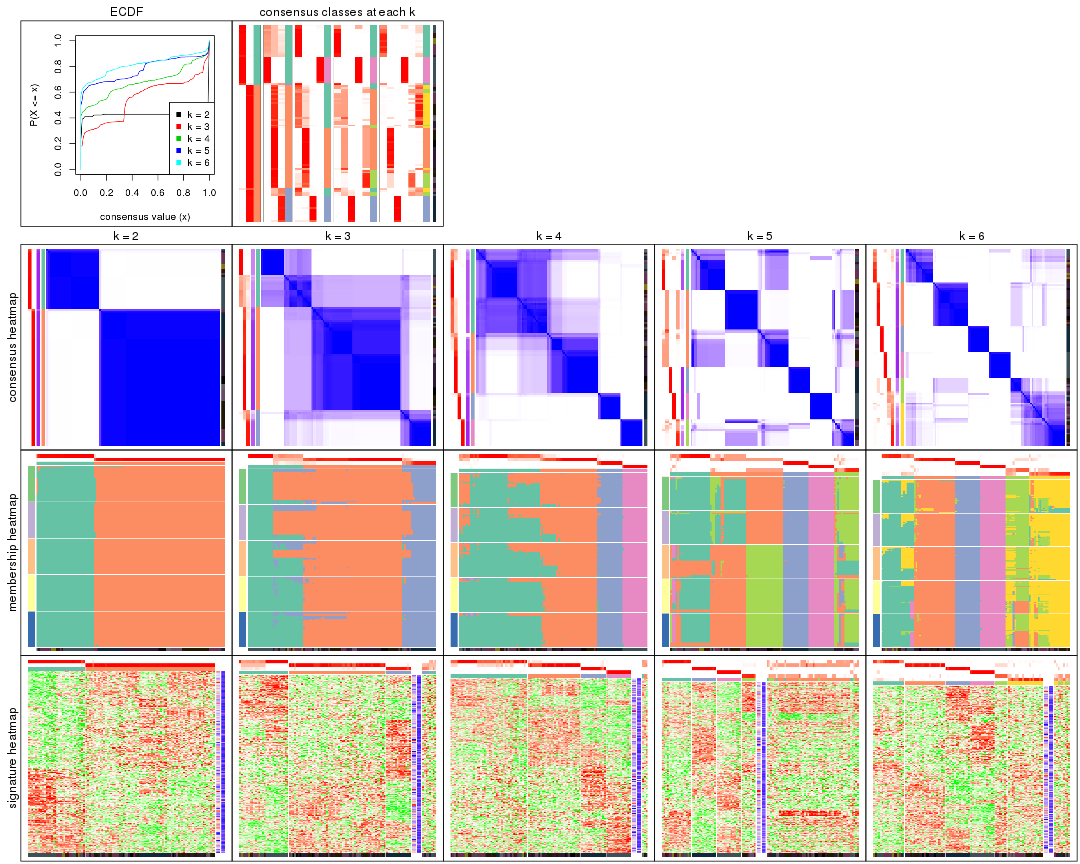 ECDF
consensus classes at each k
P(X <= x)
0.0 0.2 0.4 0.6 0.8 1.0
k = 2
k = 3
k = 4
k = 5
k = 6
0.0 0.2 0.4 0.6 0.8 1.0
consensus value (x)
k = 2
k = 3
k = 4
k = 5
k = 6
consensus heatmap
membership heatmap
signature heatmap